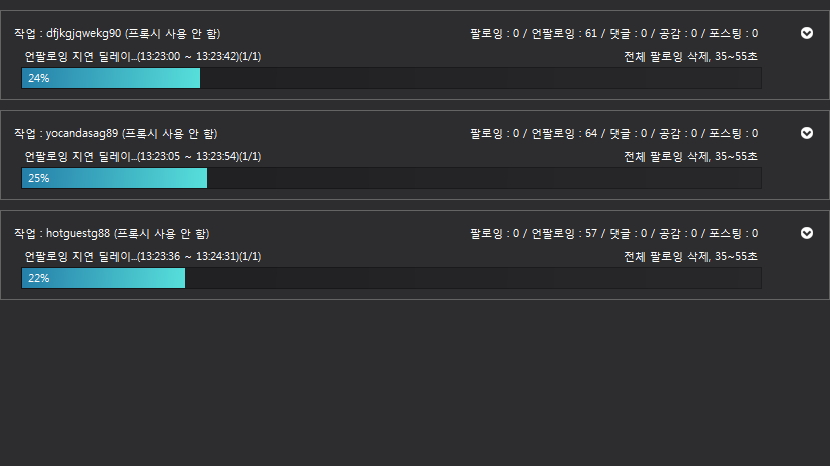 작업 : dfjkgjqwekg90 (프록시 사용 안 함) 팔로잉 : 0 / 언팔로잉 : 61 / 댓글 : 0 / 공감 : 0 / 포스팅 : 0
언팔로잉 지연 딜레이...(13:23:00 ~ 13:23:42)(1/1) 전체 팔로잉 삭제, 35~55초
24%
작업 : yocandasag89 (프록시 사용 안 함) 팔로잉 : 0 / 언팔로잉 : 64 / 댓글 : 0 / 공감 : 0 / 포스팅 : 0
언팔로잉 지연 딜레이...(13:23:05 ~ 13:23:54)(1/1) 전체 팔로잉 삭제, 35~55초
25%
작업 : hotguestg88 (프록시 사용 안 함) 팔로잉 : 0 / 언팔로잉 : 57 / 댓글 : 0 / 공감 : 0 / 포스팅 : 0
언팔로잉 지연 딜레이...(13:23:36 ~ 13:24:31)(1/1) 전체 팔로잉 삭제, 35~55초
22%